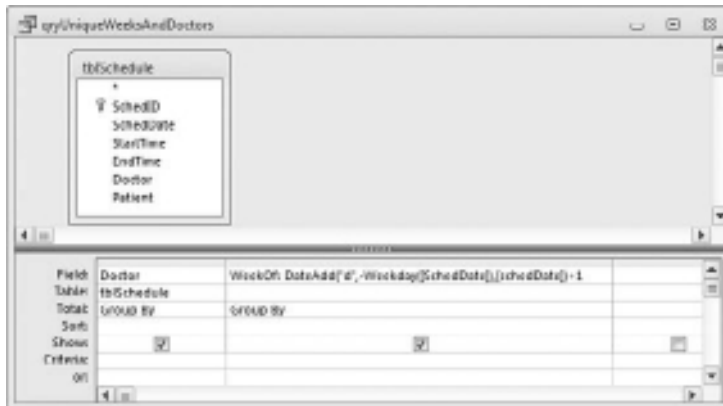 qryUniqueWeeksAndDoctors
tblSchedule
*
SchedID
SchedDate
StartTime
EndTime
Doctor
Patient
Field: Doctor WeekOf: DateAdd("d",-Weekday([SchedDate]),[schedDate])+1
Table: tblSchedule
Total: Group By Group By
Sort:
Show:
Criteria:
or: